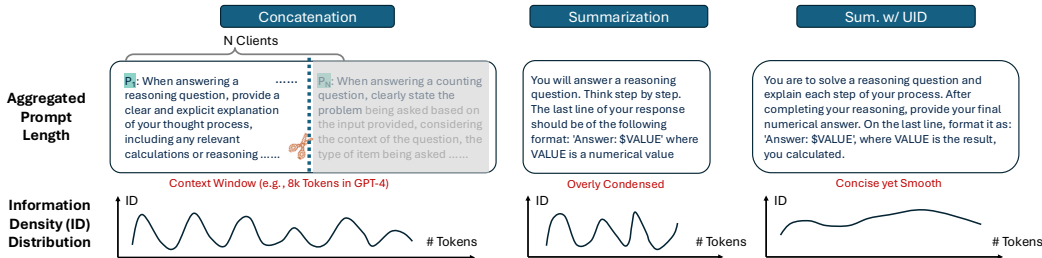 Concatenation
Summarization
Sum. w/ UID
N Clients
Aggregated
Prompt
Length
P₁: When answering a ......
reasoning question, provide a
clear and explicit explanation
of your thought process,
including any relevant
calculations or reasoning ......
Pₙ: When answering a counting
question, clearly state the
problem being asked based on
the input provided, considering
the context of the question, the
type of item being asked ......
You will answer a reasoning
question. Think step by step.
The last line of your response
should be of the following
format: 'Answer: $VALUE' where
VALUE is a numerical value
You are to solve a reasoning question and
explain each step of your process. After
completing your reasoning, provide your final
numerical answer. On the last line, format it as:
'Answer: $VALUE', where VALUE is the result,
you calculated.
Context Window (e.g., 8k Tokens in GPT-4)
Overly Condensed
Concise yet Smooth
Information
Density (ID)
Distribution
ID
# Tokens
ID
# Tokens
ID
# Tokens